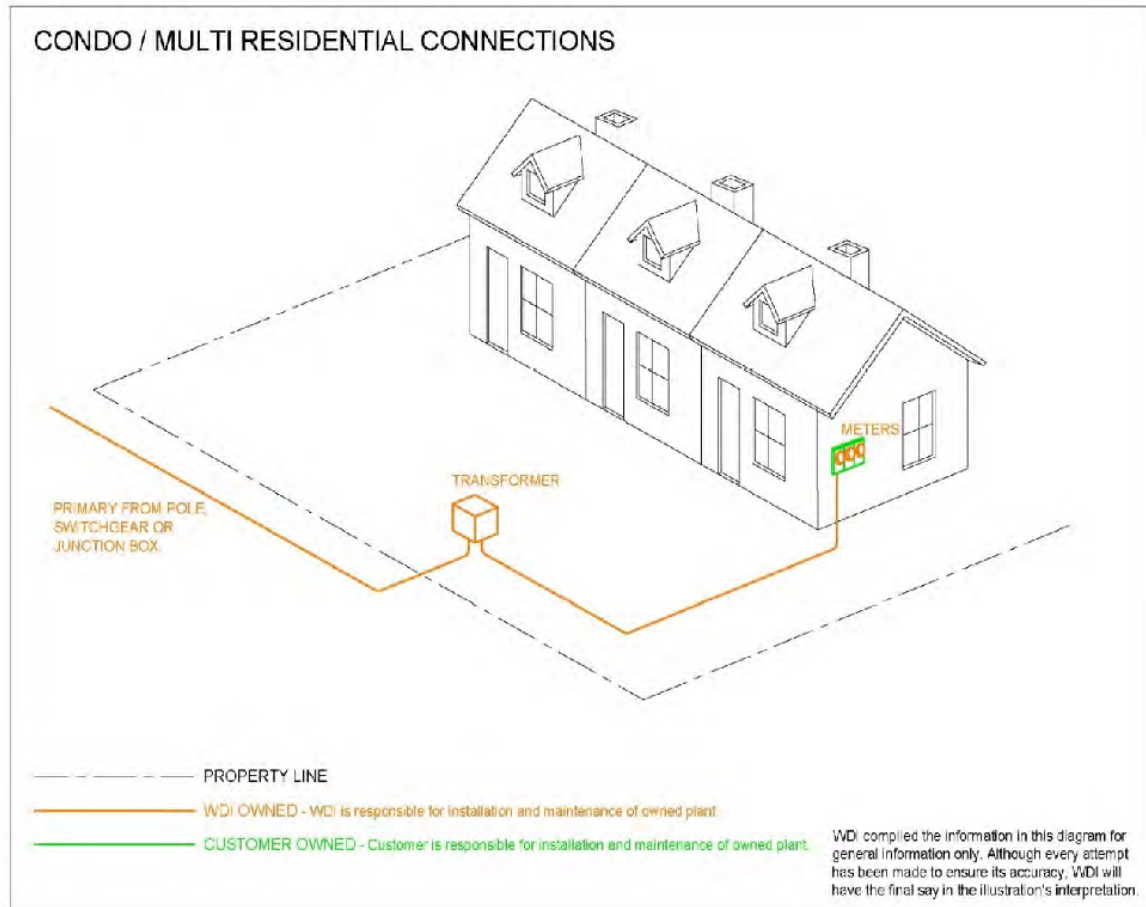 CONDO / MULTI RESIDENTIAL CONNECTIONS
METERS
TRANSFORMER
PRIMARY FROM POLE,
SWITCHGEAR OR
JUNCTION BOX
PROPERTY LINE
WDI OWNED - WDI is responsible for installation and maintenance of owned plant.
CUSTOMER OWNED - Customer is responsible for installation and maintenance of owned plant.
WDI compiled the information in this diagram for
general information only. Although every attempt
has been made to ensure its accuracy, WDI will
have the final say in the illustration's interpretation.